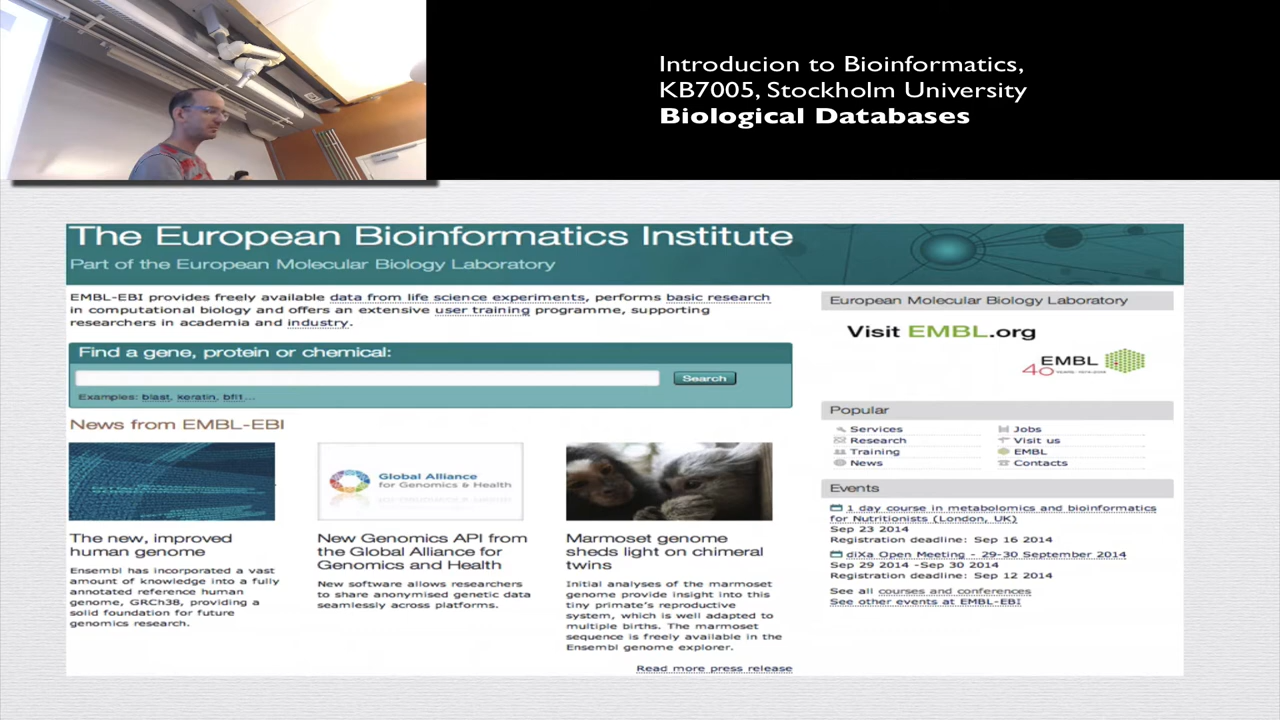 Introducion to Bioinformatics,
KB7005, Stockholm University
Biological Databases
The European Bioinformatics Institute
Part of the European Molecular Biology Laboratory
EMBL-EBI provides freely available data from life science experiments, performs basic research
in computational biology and offers an extensive user training programme, supporting
researchers in academia and industry.
Find a gene, protein or chemical:
Search
Examples: blast, keratin, bfl1...
News from EMBL-EBI
The new, improved
human genome
Ensembl has incorporated a vast
amount of knowledge into a fully
annotated reference human
genome, GRCh38, providing a
solid foundation for future
genomics research.
Global Alliance
for Genomics & Health
New Genomics API from
the Global Alliance for
Genomics and Health
New software allows researchers
to share anonymised genetic data
seamlessly across platforms.
Marmoset genome
sheds light on chimeral
twins
Initial analyses of the marmoset
genome provide insight into this
tiny primate's reproductive
system, which is well adapted to
multiple births. The marmoset
sequence is freely available in the
Ensembl genome explorer.
Read more press release
European Molecular Biology Laboratory
Visit EMBL.org
EMBL
40
Popular
Services
Research
Training
News
Jobs
Visit us
EMBL
Contacts
Events
1 day course in metabolomics and bioinformatics
for Nutritionists (London, UK)
Sep 23 2014
Registration deadline: Sep 16 2014
diXa Open Meeting - 29-30 September 2014
Sep 29 2014 -Sep 30 2014
Registration deadline: Sep 12 2014
See all courses and conferences
See other events at EMBL-EBI